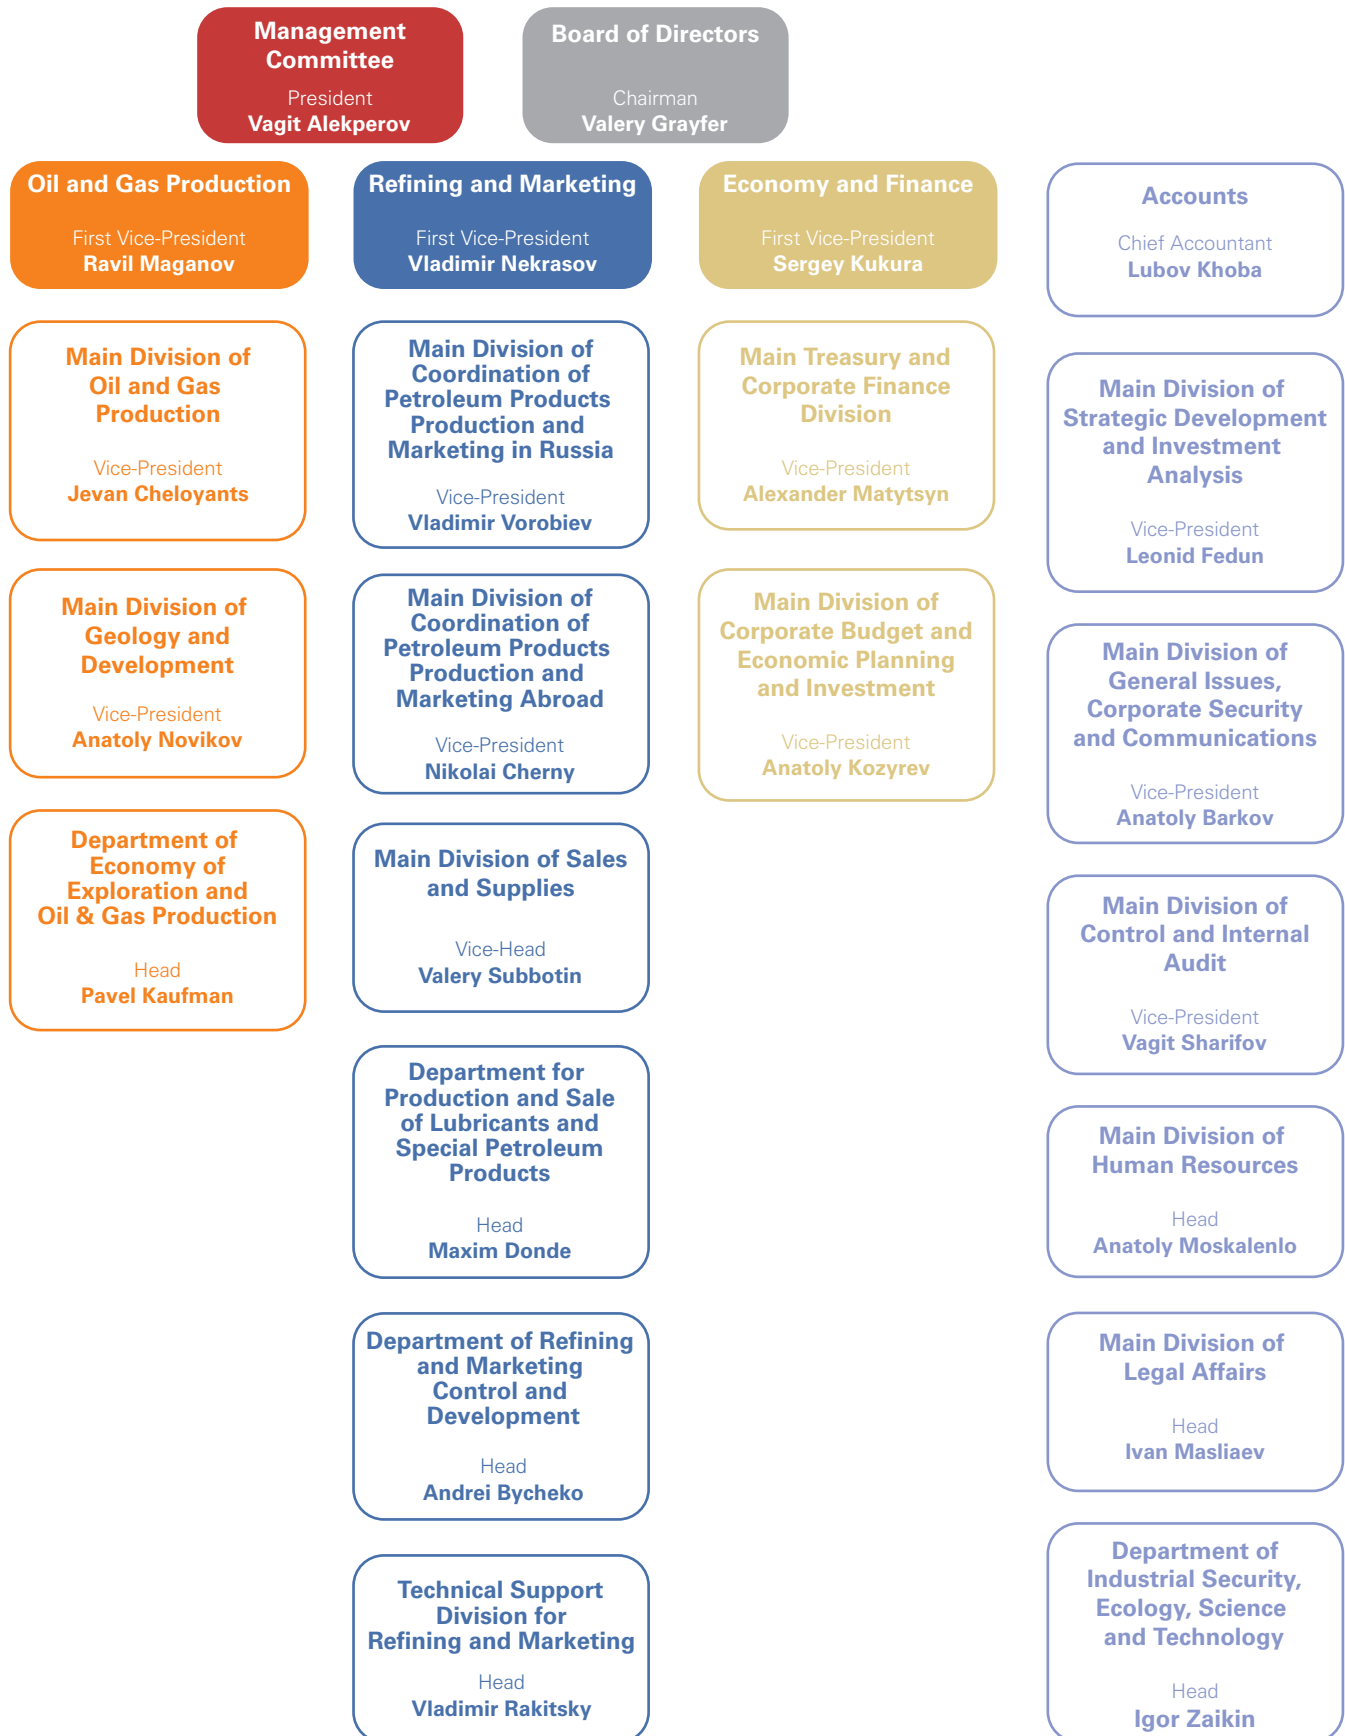 Management
Committee
President
Vagit Alekperov
Board of Directors
Chairman
Valery Grayfer
Oil and Gas Production
First Vice-President
Ravil Maganov
Main Division of
Oil and Gas
Production
Vice-President
Jevan Cheloyants
Main Division of
Geology and
Development
Vice-President
Anatoly Novikov
Department of
Economy of
Exploration and
Oil & Gas Production
Head
Pavel Kaufman
Refining and Marketing
First Vice-President
Vladimir Nekrasov
Main Division of
Coordination of
Petroleum Products
Production and
Marketing in Russia
Vice-President
Vladimir Vorobiev
Main Division of
Coordination of
Petroleum Products
Production and
Marketing Abroad
Vice-President
Nikolai Cherny
Main Division of Sales
and Supplies
Vice-Head
Valery Subbotin
Department for
Production and Sale
of Lubricants and
Special Petroleum
Products
Head
Maxim Donde
Department of Refining
and Marketing
Control and
Development
Head
Andrei Bycheko
Technical Support
Division for
Refining and Marketing
Head
Vladimir Rakitsky
Economy and Finance
First Vice-President
Sergey Kukura
Main Treasury and
Corporate Finance
Division
Vice-President
Alexander Matytsyn
Main Division of
Corporate Budget and
Economic Planning
and Investment
Vice-President
Anatoly Kozyrev
Accounts
Chief Accountant
Lubov Khoba
Main Division of
Strategic Development
and Investment
Analysis
Vice-President
Leonid Fedun
Main Division of
General Issues,
Corporate Security
and Communications
Vice-President
Anatoly Barkov
Main Division of
Control and Internal
Audit
Vice-President
Vagit Sharifov
Main Division of
Human Resources
Head
Anatoly Moskalenlo
Main Division of
Legal Affairs
Head
Ivan Masliaev
Department of
Industrial Security,
Ecology, Science
and Technology
Head
Igor Zaikin